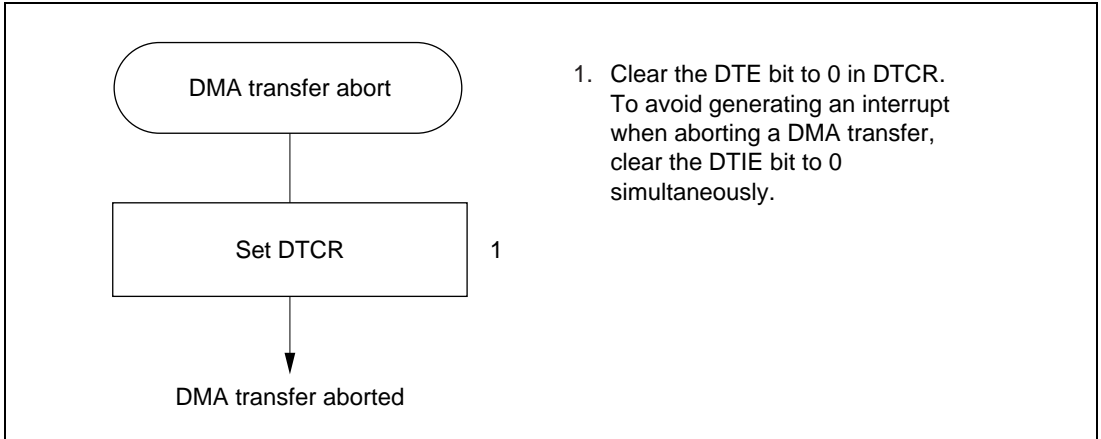 DMA transfer abort
Set DTCR
1
DMA transfer aborted
1. Clear the DTE bit to 0 in DTCR.
To avoid generating an interrupt
when aborting a DMA transfer,
clear the DTIE bit to 0
simultaneously.